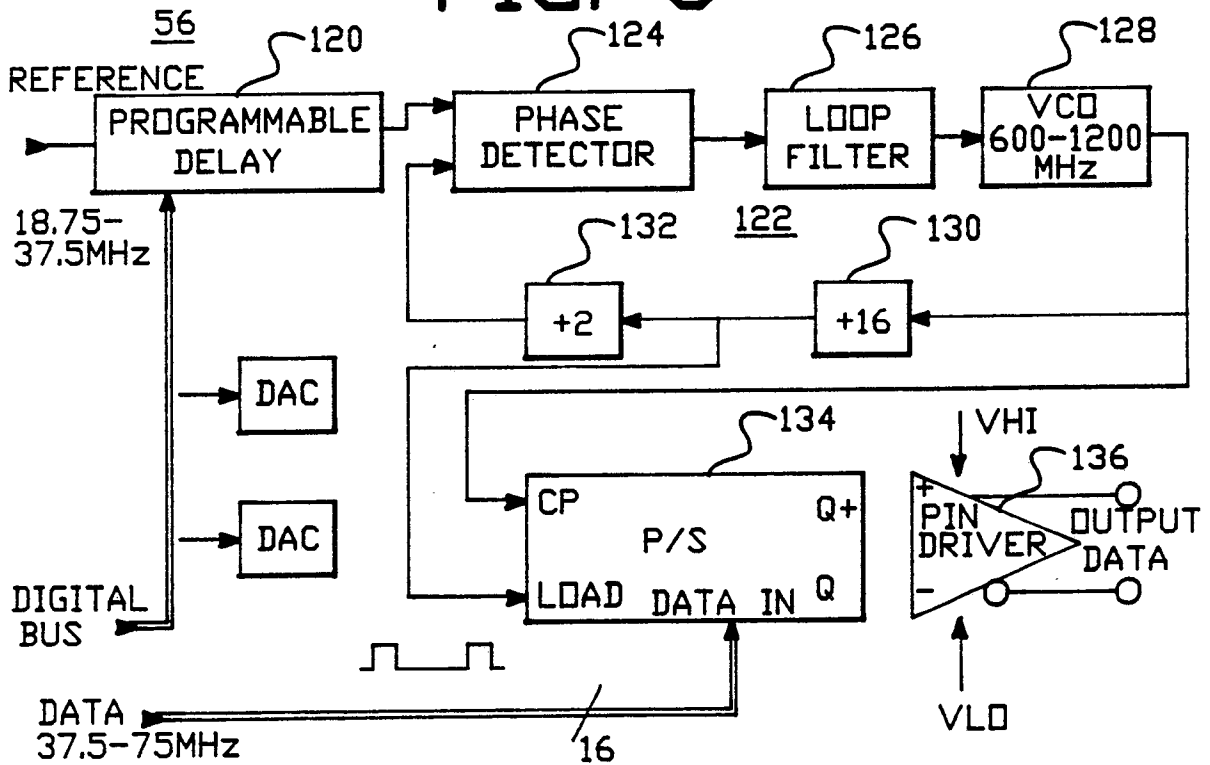 56
120
124
126
128
REFERENCE
PROGRAMMABLE
DELAY
PHASE
DETECTOR
LOOP
FILTER
VCO
600-1200
MHz
18.75-
37.5MHz
132
122
130
+2
+16
DAC
134
VHI
136
CP
Q+
+
PIN
DRIVER
OUTPUT
DATA
P/S
DAC
LOAD
DATA IN
Q
-
DIGITAL
BUS
DATA
37.5-75MHz
16
VLO